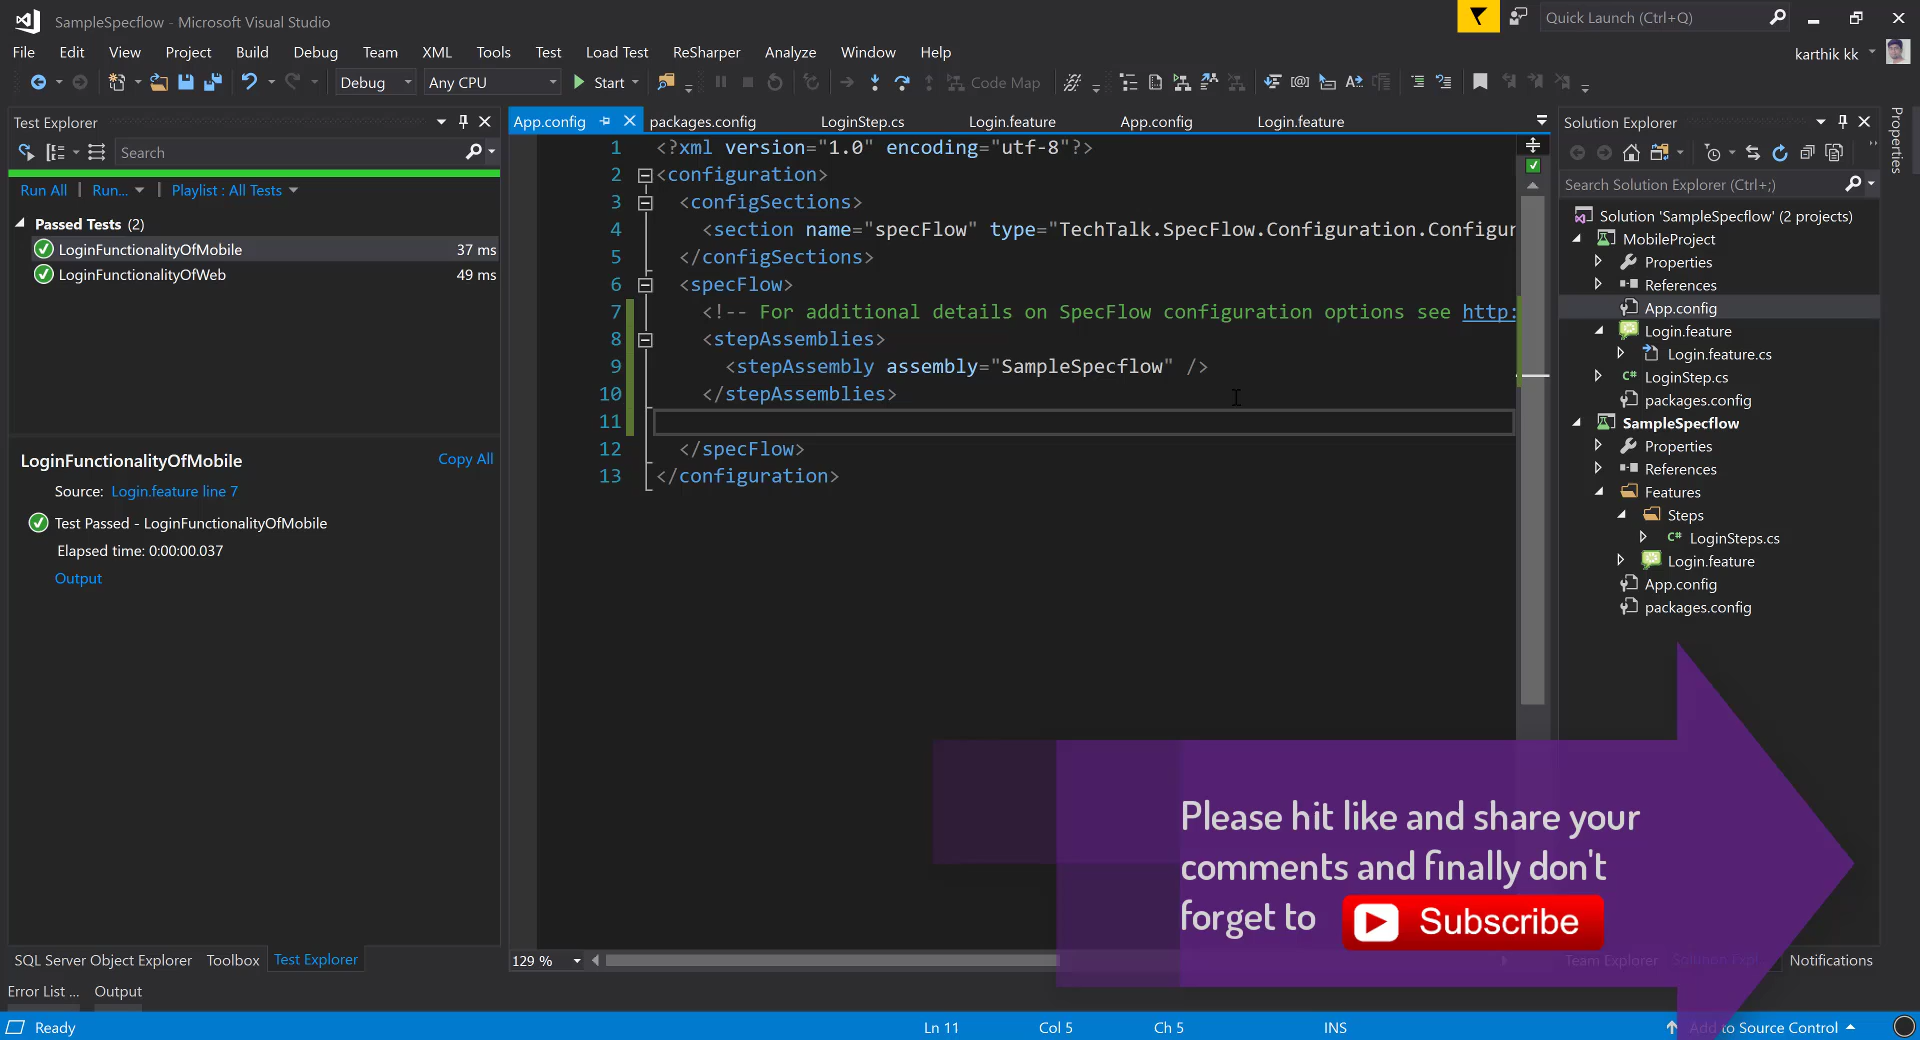 SampleSpecflow - Microsoft Visual Studio
Quick Launch (Ctrl+Q)
File Edit View Project Build Debug Team XML Tools Test Load Test ReSharper Analyze Window Help
karthik kk
Debug Any CPU Start Code Map
Test Explorer
Search
Run All Run... Playlist : All Tests
Passed Tests (2)
LoginFunctionalityOfMobile 37 ms
LoginFunctionalityOfWeb 49 ms
LoginFunctionalityOfMobile Copy All
Source: Login.feature line 7
Test Passed - LoginFunctionalityOfMobile
Elapsed time: 0:00:00.037
Output
SQL Server Object Explorer Toolbox Test Explorer
App.config packages.config LoginStep.cs Login.feature App.config Login.feature
1 <?xml version="1.0" encoding="utf-8"?>
2 <configuration>
3 <configSections>
4 <section name="specFlow" type="TechTalk.SpecFlow.Configuration.Configur
5 </configSections>
6 <specFlow>
7 <!-- For additional details on SpecFlow configuration options see http:
8 <stepAssemblies>
9 <stepAssembly assembly="SampleSpecflow" />
10 </stepAssemblies>
11
12 </specFlow>
13 </configuration>
129 %
Solution Explorer
Search Solution Explorer (Ctrl+;)
Solution 'SampleSpecflow' (2 projects)
MobileProject
Properties
References
App.config
Login.feature
Login.feature.cs
LoginStep.cs
packages.config
SampleSpecflow
Properties
References
Features
Steps
LoginSteps.cs
Login.feature
App.config
packages.config
Properties
Please hit like and share your
comments and finally don't
forget to Subscribe
Team Explorer Solution Expl... Notifications
Error List ... Output
Ready Ln 11 Col 5 Ch 5 INS Add to Source Control